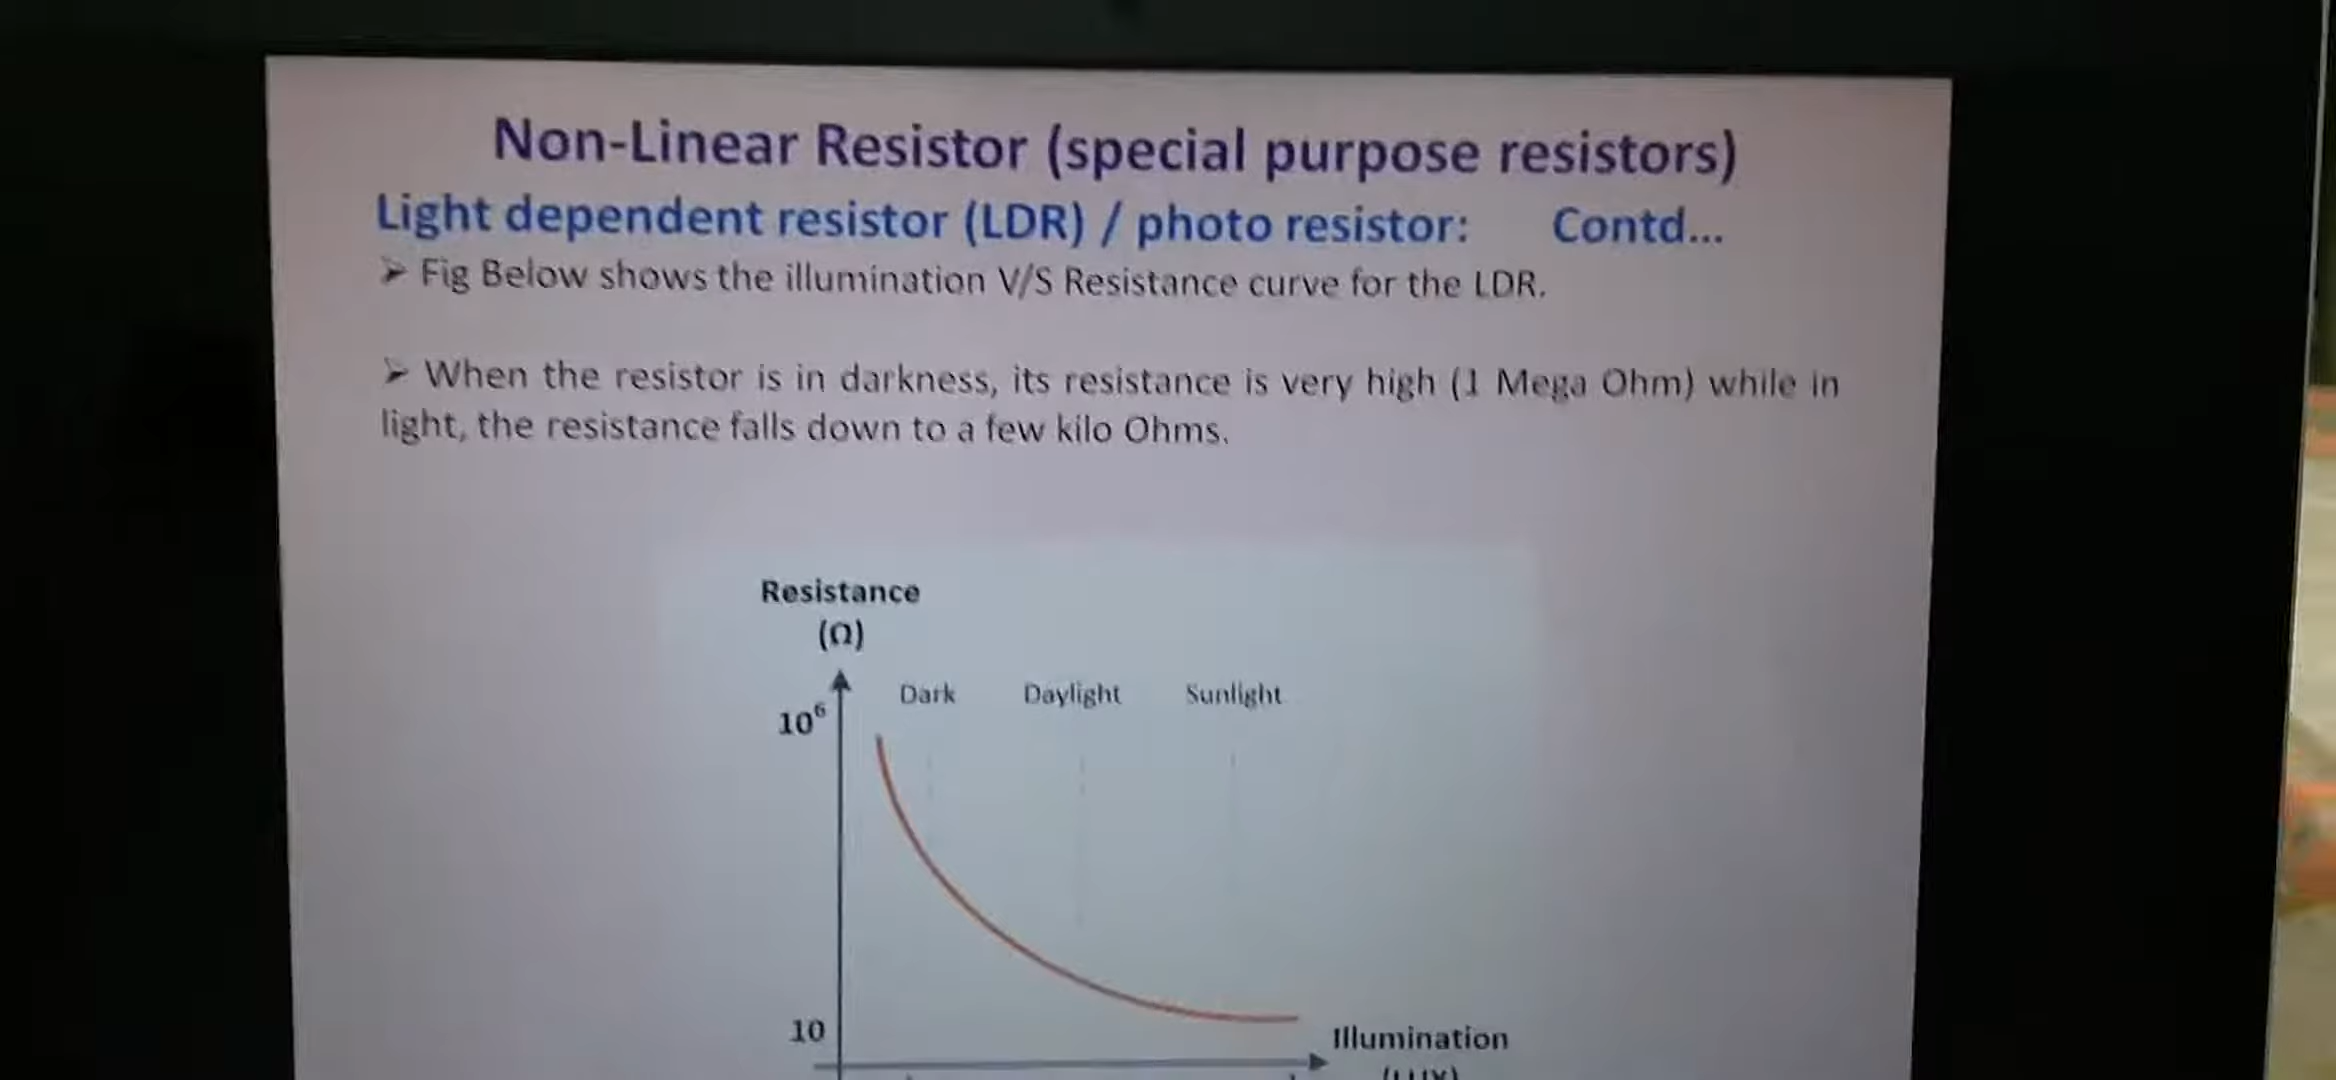 Non-Linear Resistor (special purpose resistors)
Light dependent resistor (LDR) / photo resistor: Contd...
➢ Fig Below shows the illumination V/S Resistance curve for the LDR.
➢ When the resistor is in darkness, its resistance is very high (1 Mega Ohm) while in
light, the resistance falls down to a few kilo Ohms.
Resistance
(Ω)
Dark Daylight Sunlight
10⁶
10
Illumination